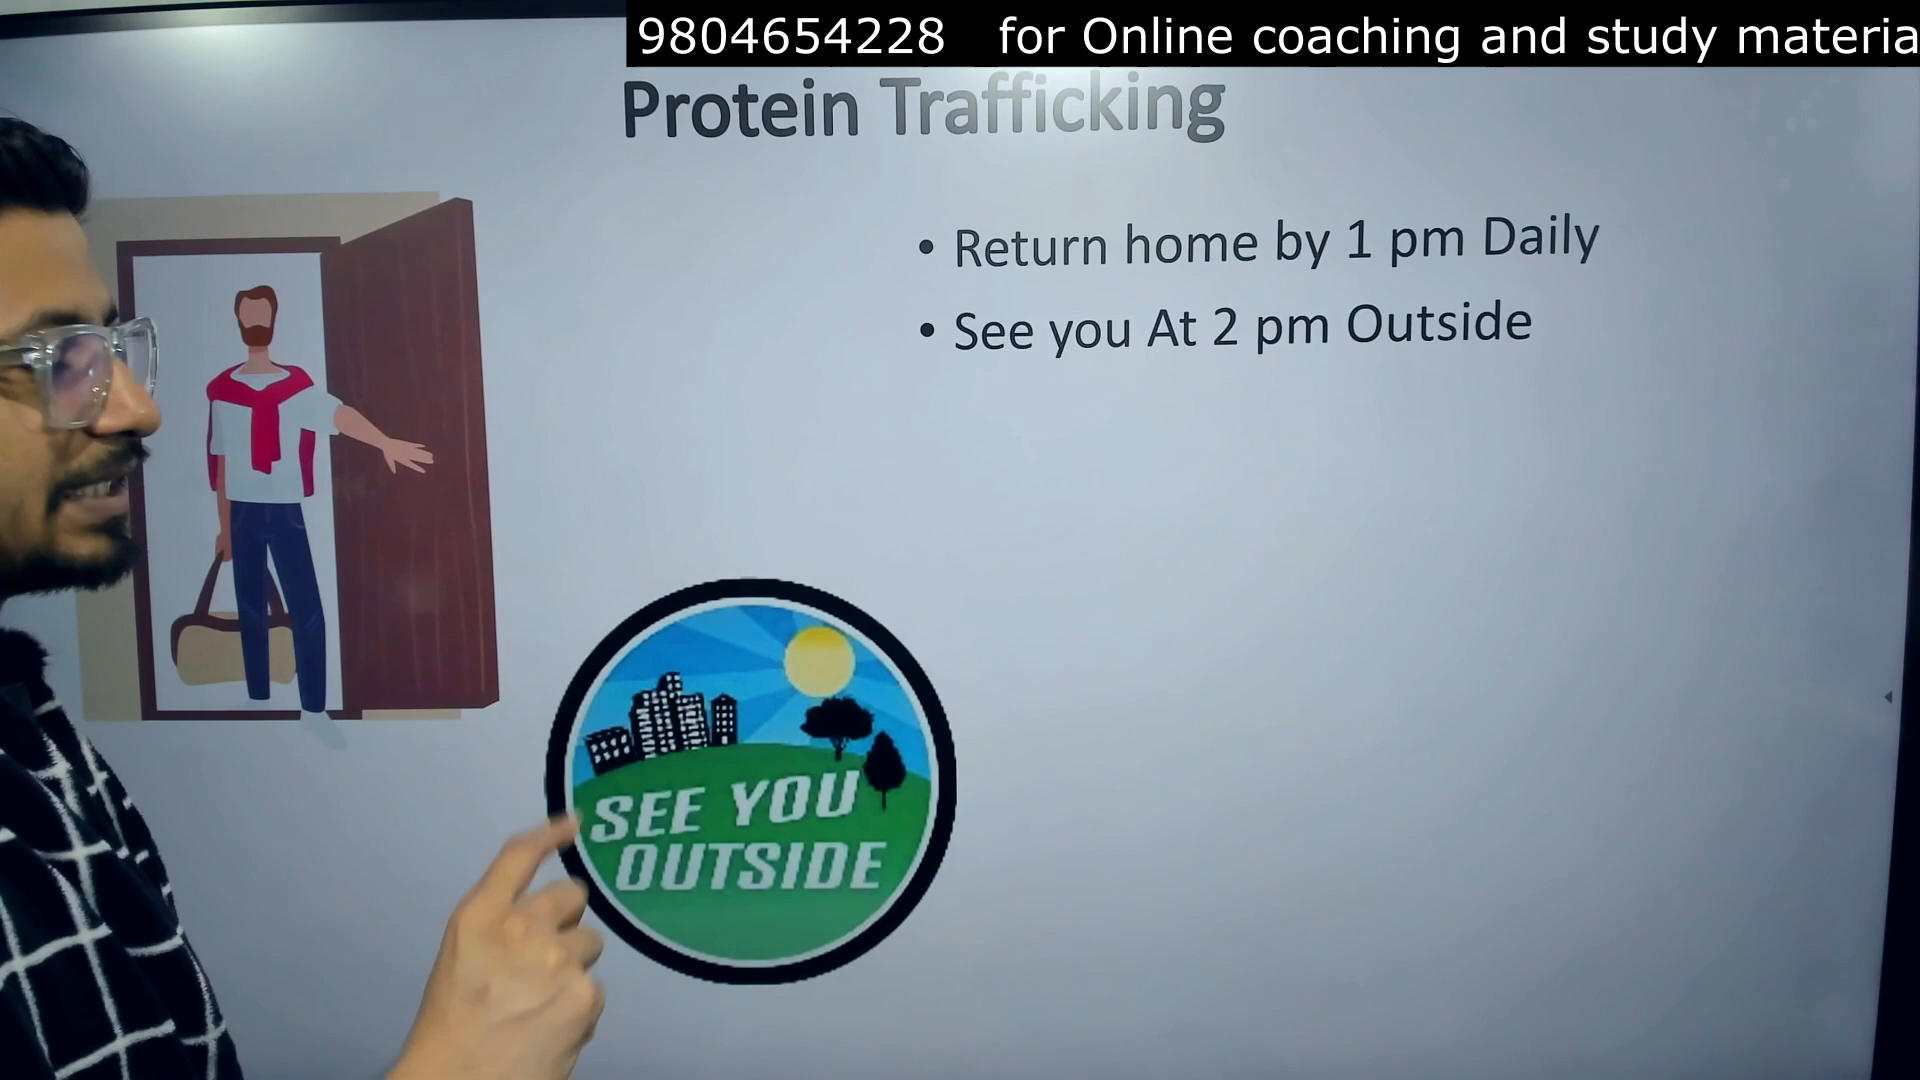 9804654228 for Online coaching and study materia
Protein Trafficking
• Return home by 1 pm Daily
• See you At 2 pm Outside
SEE YOU
OUTSIDE